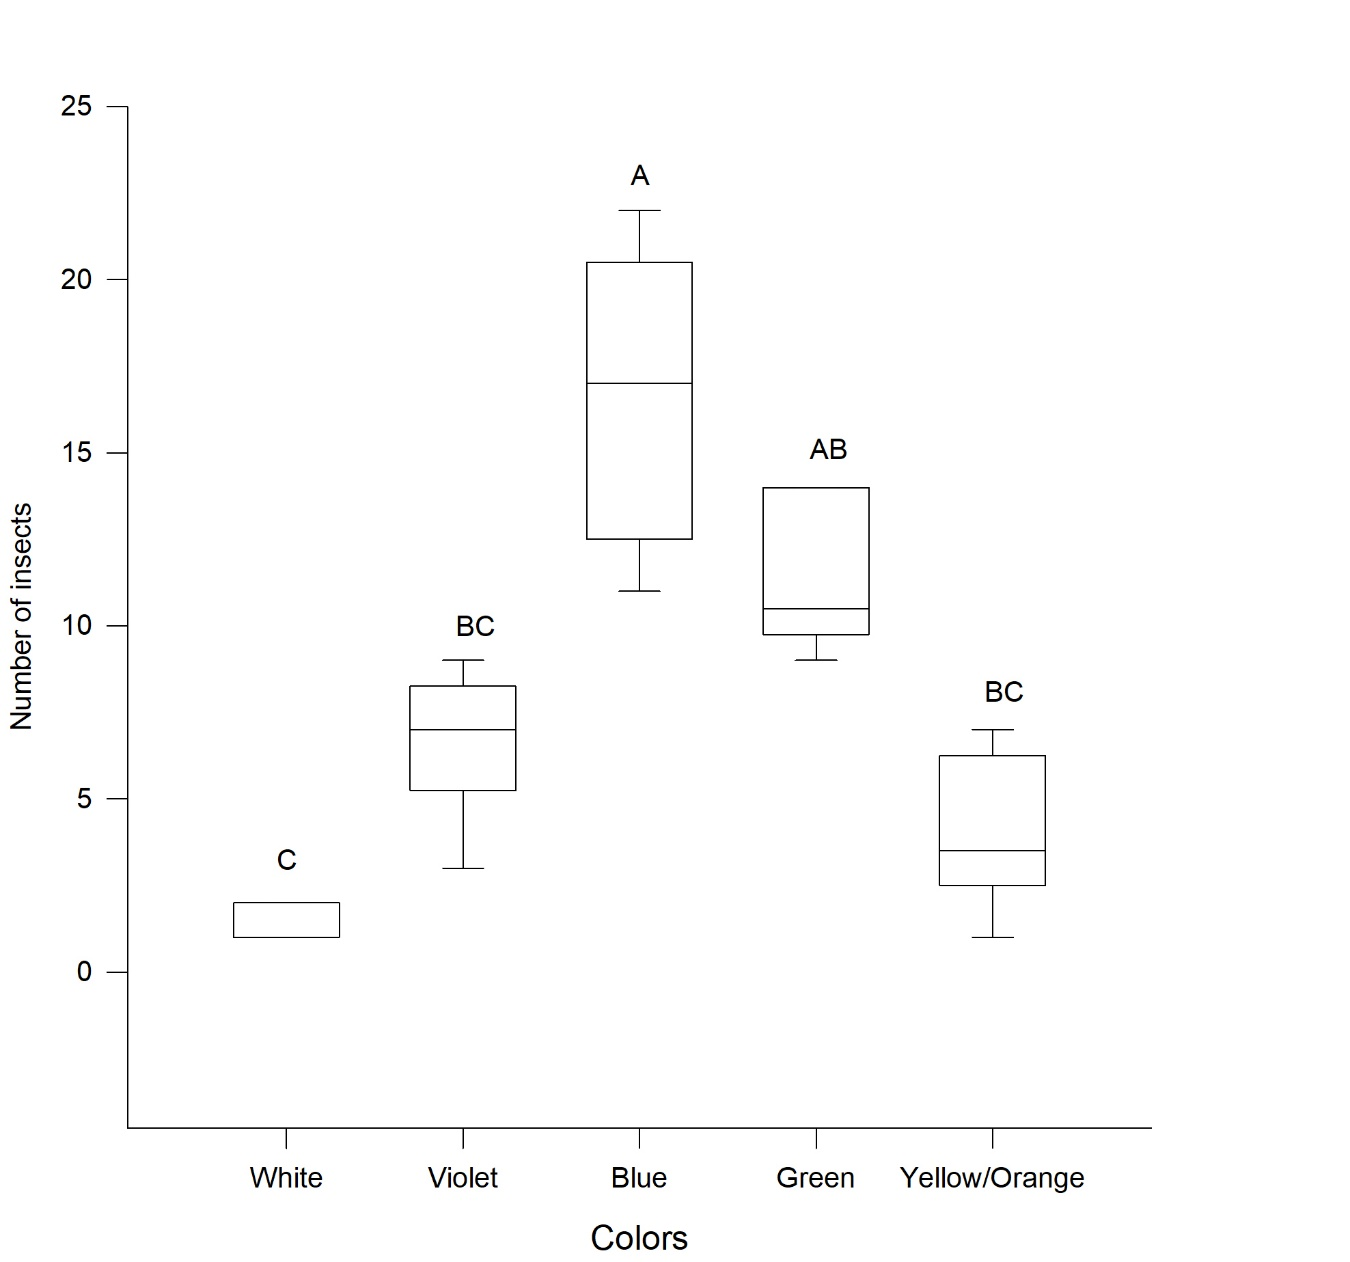 25
A
20
AB
15
Number of insects
BC
10
BC
5
C
0
White Violet Blue Green Yellow/Orange
Colors